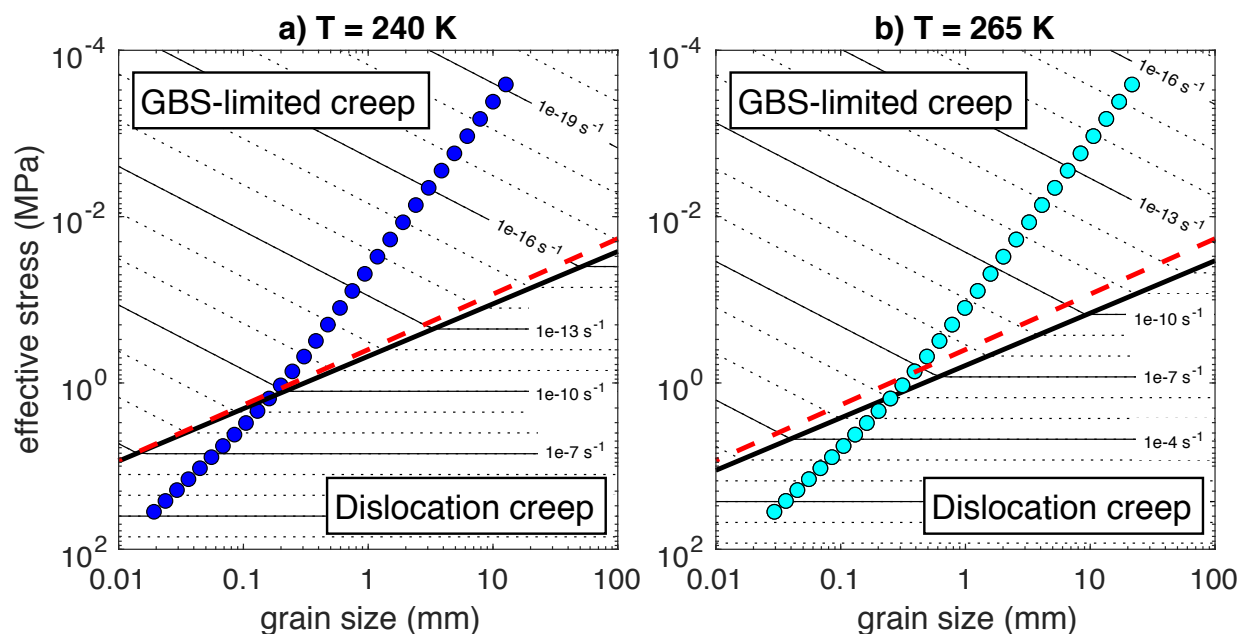 a) T = 240 K
b) T = 265 K
effective stress (MPa)
10^-4
10^-2
10^0
10^2
GBS-limited creep
1e-19 s^-1
1e-16 s^-1
1e-13 s^-1
1e-10 s^-1
1e-7 s^-1
Dislocation creep
0.01
0.1
1
10
100
grain size (mm)
10^-4
10^-2
10^0
10^2
GBS-limited creep
1e-16 s^-1
1e-13 s^-1
1e-10 s^-1
1e-7 s^-1
1e-4 s^-1
Dislocation creep
0.01
0.1
1
10
100
grain size (mm)